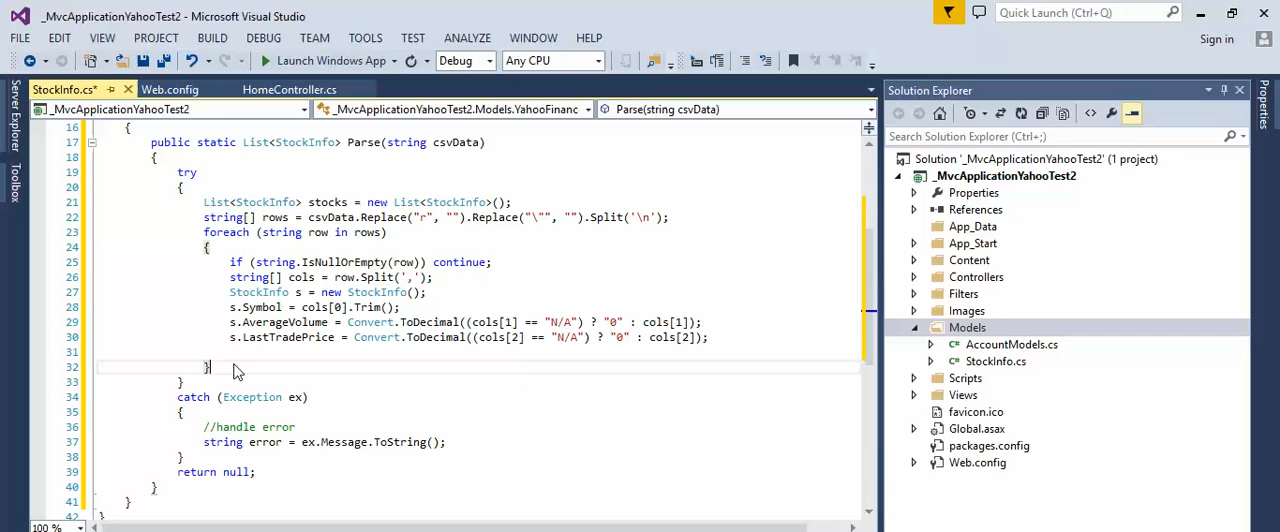 _MvcApplicationYahooTest2 - Microsoft Visual Studio
Quick Launch (Ctrl+Q)
FILE EDIT VIEW PROJECT BUILD DEBUG TEAM TOOLS TEST ANALYZE WINDOW HELP
Sign in
Launch Windows App Debug Any CPU
StockInfo.cs* Web.config HomeController.cs
_MvcApplicationYahooTest2 _MvcApplicationYahooTest2.Models.YahooFinanc Parse(string csvData)
Server Explorer
Toolbox
16 {
17 public static List<StockInfo> Parse(string csvData)
18 {
19 try
20 {
21 List<StockInfo> stocks = new List<StockInfo>();
22 string[] rows = csvData.Replace("r", "").Replace("\"", "").Split('\n');
23 foreach (string row in rows)
24 {
25 if (string.IsNullOrEmpty(row)) continue;
26 string[] cols = row.Split(',');
27 StockInfo s = new StockInfo();
28 s.Symbol = cols[0].Trim();
29 s.AverageVolume = Convert.ToDecimal((cols[1] == "N/A") ? "0" : cols[1]);
30 s.LastTradePrice = Convert.ToDecimal((cols[2] == "N/A") ? "0" : cols[2]);
31
32 }
33 }
34 catch (Exception ex)
35 {
36 //handle error
37 string error = ex.Message.ToString();
38 }
39 return null;
40 }
41 }
42 }
100 %
Solution Explorer
Search Solution Explorer (Ctrl+;)
Solution '_MvcApplicationYahooTest2' (1 project)
_MvcApplicationYahooTest2
Properties
References
App_Data
App_Start
Content
Controllers
Filters
Images
Models
AccountModels.cs
StockInfo.cs
Scripts
Views
favicon.ico
Global.asax
packages.config
Web.config
Properties